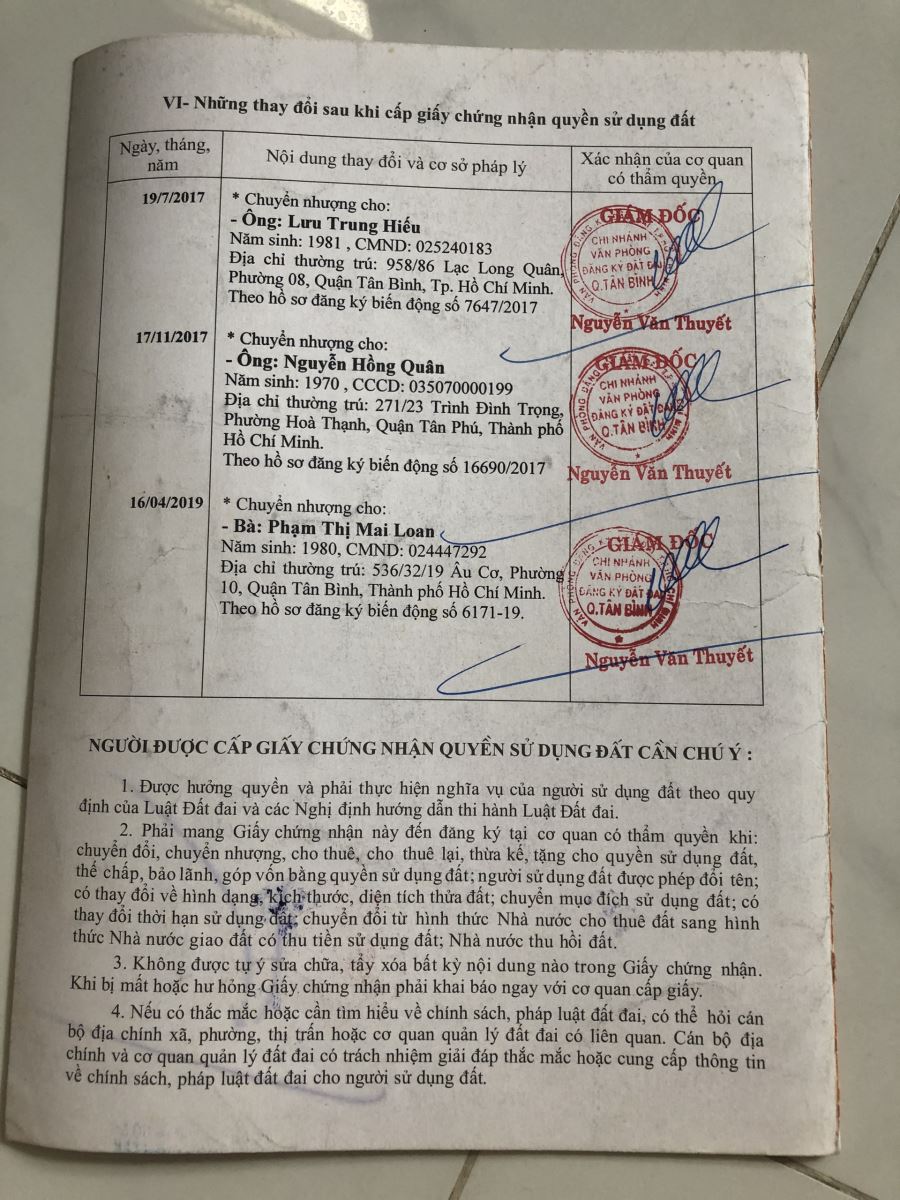 VI- Những thay đổi sau khi cấp giấy chứng nhận quyền sử dụng đất
Ngày, tháng, năm
Nội dung thay đổi và cơ sở pháp lý
Xác nhận của cơ quan có thẩm quyền
19/7/2017
* Chuyển nhượng cho:
- Ông: Lưu Trung Hiếu
Năm sinh: 1981 , CMND: 025240183
Địa chỉ thường trú: 958/86 Lạc Long Quân,
Phường 08, Quận Tân Bình, Tp. Hồ Chí Minh.
Theo hồ sơ đăng ký biến động số 7647/2017
GIÁM ĐỐC
CHI NHÁNH
VĂN PHÒNG
ĐĂNG KÝ ĐẤT ĐAI
Q.TÂN BÌNH
Nguyễn Văn Thuyết
17/11/2017
* Chuyển nhượng cho:
- Ông: Nguyễn Hồng Quân
Năm sinh: 1970 , CCCD: 035070000199
Địa chỉ thường trú: 271/23 Trình Đình Trọng,
Phường Hoà Thạnh, Quận Tân Phú, Thành phố
Hồ Chí Minh.
Theo hồ sơ đăng ký biến động số 16690/2017
GIÁM ĐỐC
CHI NHÁNH
VĂN PHÒNG
ĐĂNG KÝ ĐẤT ĐAI
Q.TÂN BÌNH
Nguyễn Văn Thuyết
16/04/2019
* Chuyển nhượng cho:
- Bà: Phạm Thị Mai Loan
Năm sinh: 1980, CMND: 024447292
Địa chỉ thường trú: 536/32/19 Âu Cơ, Phường
10, Quận Tân Bình, Thành phố Hồ Chí Minh.
Theo hồ sơ đăng ký biến động số 6171-19.
GIÁM ĐỐC
CHI NHÁNH
VĂN PHÒNG
ĐĂNG KÝ ĐẤT ĐAI
Q.TÂN BÌNH
Nguyễn Văn Thuyết
NGƯỜI ĐƯỢC CẤP GIẤY CHỨNG NHẬN QUYỀN SỬ DỤNG ĐẤT CẦN CHÚ Ý :
1. Được hưởng quyền và phải thực hiện nghĩa vụ của người sử dụng đất theo quy
định của Luật Đất đai và các Nghị định hướng dẫn thi hành Luật Đất đai.
2. Phải mang Giấy chứng nhận này đến đăng ký tại cơ quan có thẩm quyền khi:
chuyển đổi, chuyển nhượng, cho thuê, cho thuê lại, thừa kế, tặng cho quyền sử dụng đất,
thế chấp, bảo lãnh, góp vốn bằng quyền sử dụng đất; người sử dụng đất được phép đổi tên;
có thay đổi về hình dạng, kích thước, diện tích thửa đất; chuyển mục đích sử dụng đất; có
thay đổi thời hạn sử dụng đất; chuyển đổi từ hình thức Nhà nước cho thuê đất sang hình
thức Nhà nước giao đất có thu tiền sử dụng đất; Nhà nước thu hồi đất.
3. Không được tự ý sửa chữa, tẩy xóa bất kỳ nội dung nào trong Giấy chứng nhận.
Khi bị mất hoặc hư hỏng Giấy chứng nhận phải khai báo ngay với cơ quan cấp giấy.
4. Nếu có thắc mắc hoặc cần tìm hiểu về chính sách, pháp luật đất đai, có thể hỏi cán
bộ địa chính xã, phường, thị trấn hoặc cơ quan quản lý đất đai có liên quan. Cán bộ địa
chính và cơ quan quản lý đất đai có trách nhiệm giải đáp thắc mắc hoặc cung cấp thông tin
về chính sách, pháp luật đất đai cho người sử dụng đất.